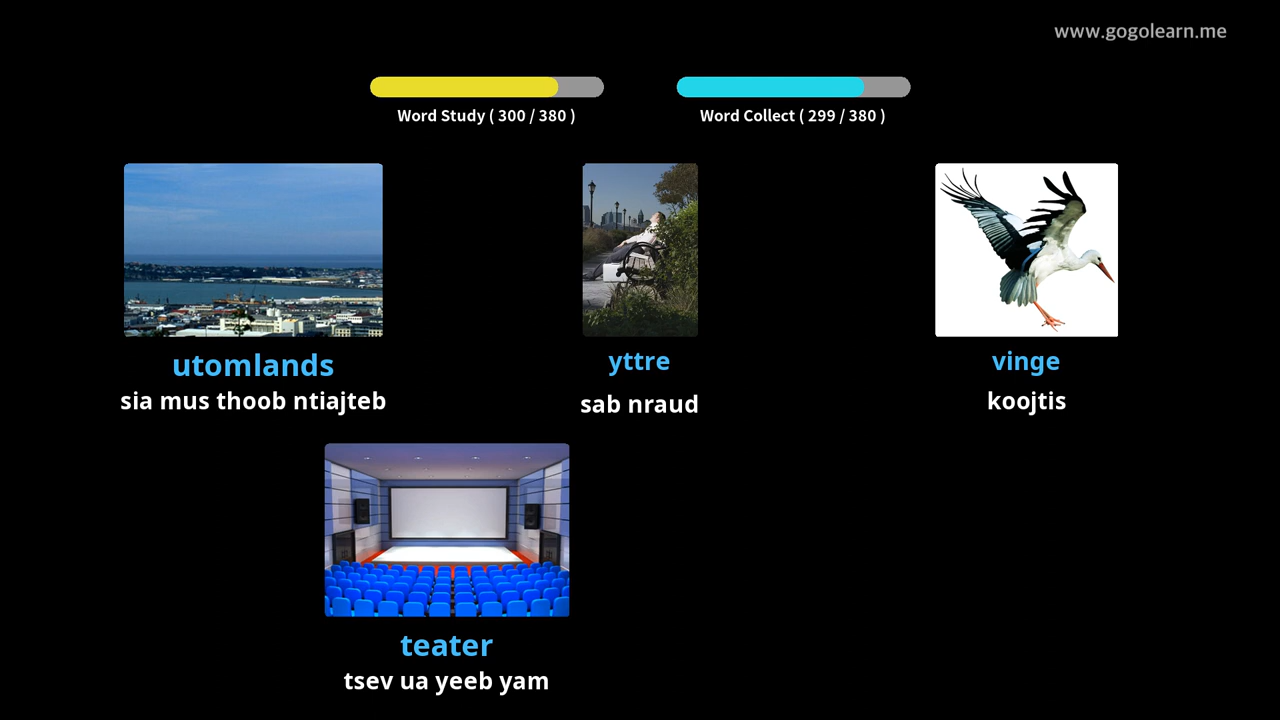 www.gogolearn.me
Word Study ( 300 / 380 )
Word Collect ( 299 / 380 )
utomlands
sia mus thoob ntiajteb
yttre
sab nraud
vinge
koojtis
teater
tsev ua yeeb yam